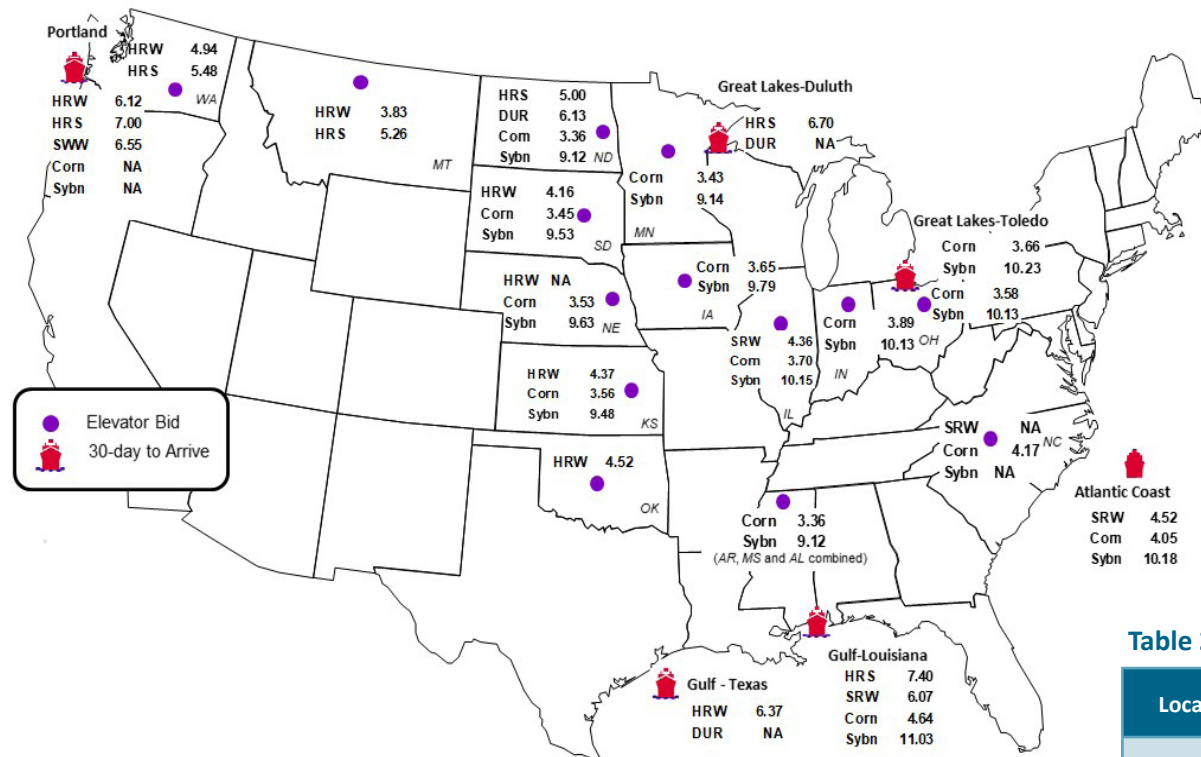 Portland
HRW 4.94
HRS 5.48
WA
HRW 6.12
HRS 7.00
SWW 6.55
Corn NA
Sybn NA
HRW 3.83
HRS 5.26
MT
HRS 5.00
DUR 6.13
Corn 3.36
Sybn 9.12
ND
HRW 4.16
Corn 3.45
Sybn 9.53
SD
HRW NA
Corn 3.53
Sybn 9.63
NE
HRW 4.37
Corn 3.56
Sybn 9.48
KS
HRW 4.52
OK
Great Lakes-Duluth
HRS 6.70
DUR NA
Corn 3.43
Sybn 9.14
MN
Corn 3.65
Sybn 9.79
IA
SRW 4.36
Corn 3.70
Sybn 10.15
IL
Great Lakes-Toledo
Corn 3.66
Sybn 10.23
Corn 3.58
Sybn 10.13
OH
Corn 3.89
Sybn 10.13
IN
SRW NA
Corn 4.17
Sybn NA
NC
Atlantic Coast
SRW 4.52
Corn 4.05
Sybn 10.18
Corn 3.36
Sybn 9.12
(AR, MS and AL combined)
Elevator Bid
30-day to Arrive
Gulf - Texas
HRW 6.37
DUR NA
Gulf-Louisiana
HRS 7.40
SRW 6.07
Corn 4.64
Sybn 11.03
Table
Loca